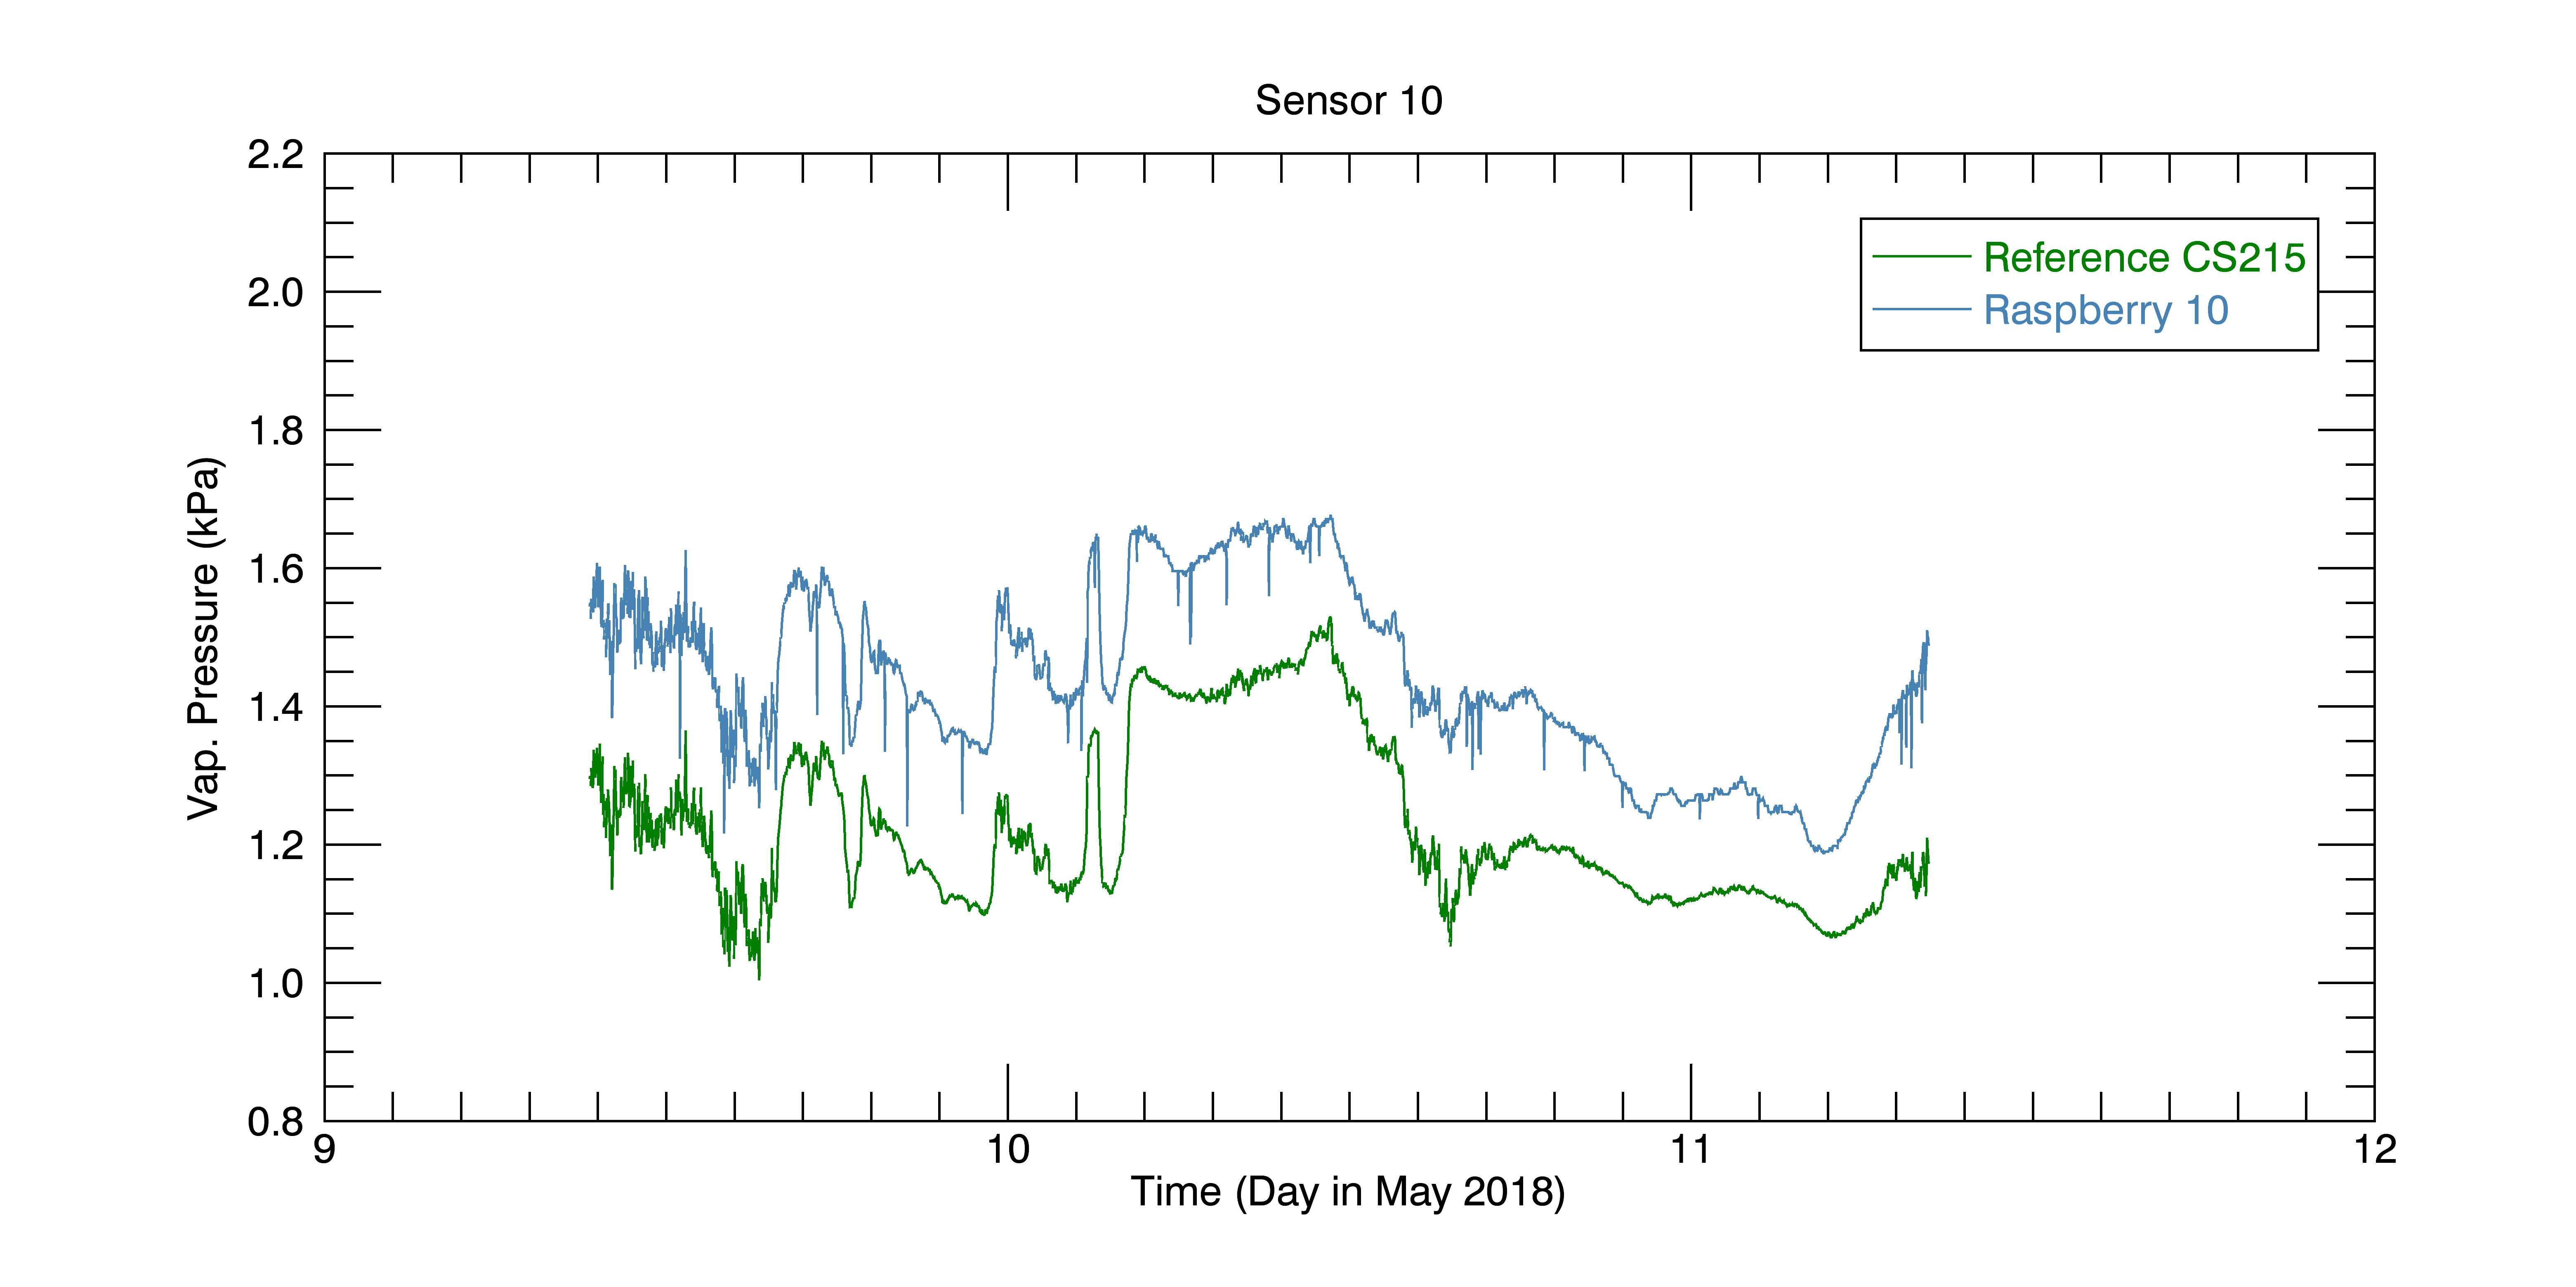 Sensor 10
2.2
2.0
1.8
1.6
1.4
1.2
1.0
0.8
Vap. Pressure (kPa)
Reference CS215
Raspberry 10
9 10 11 12
Time (Day in May 2018)